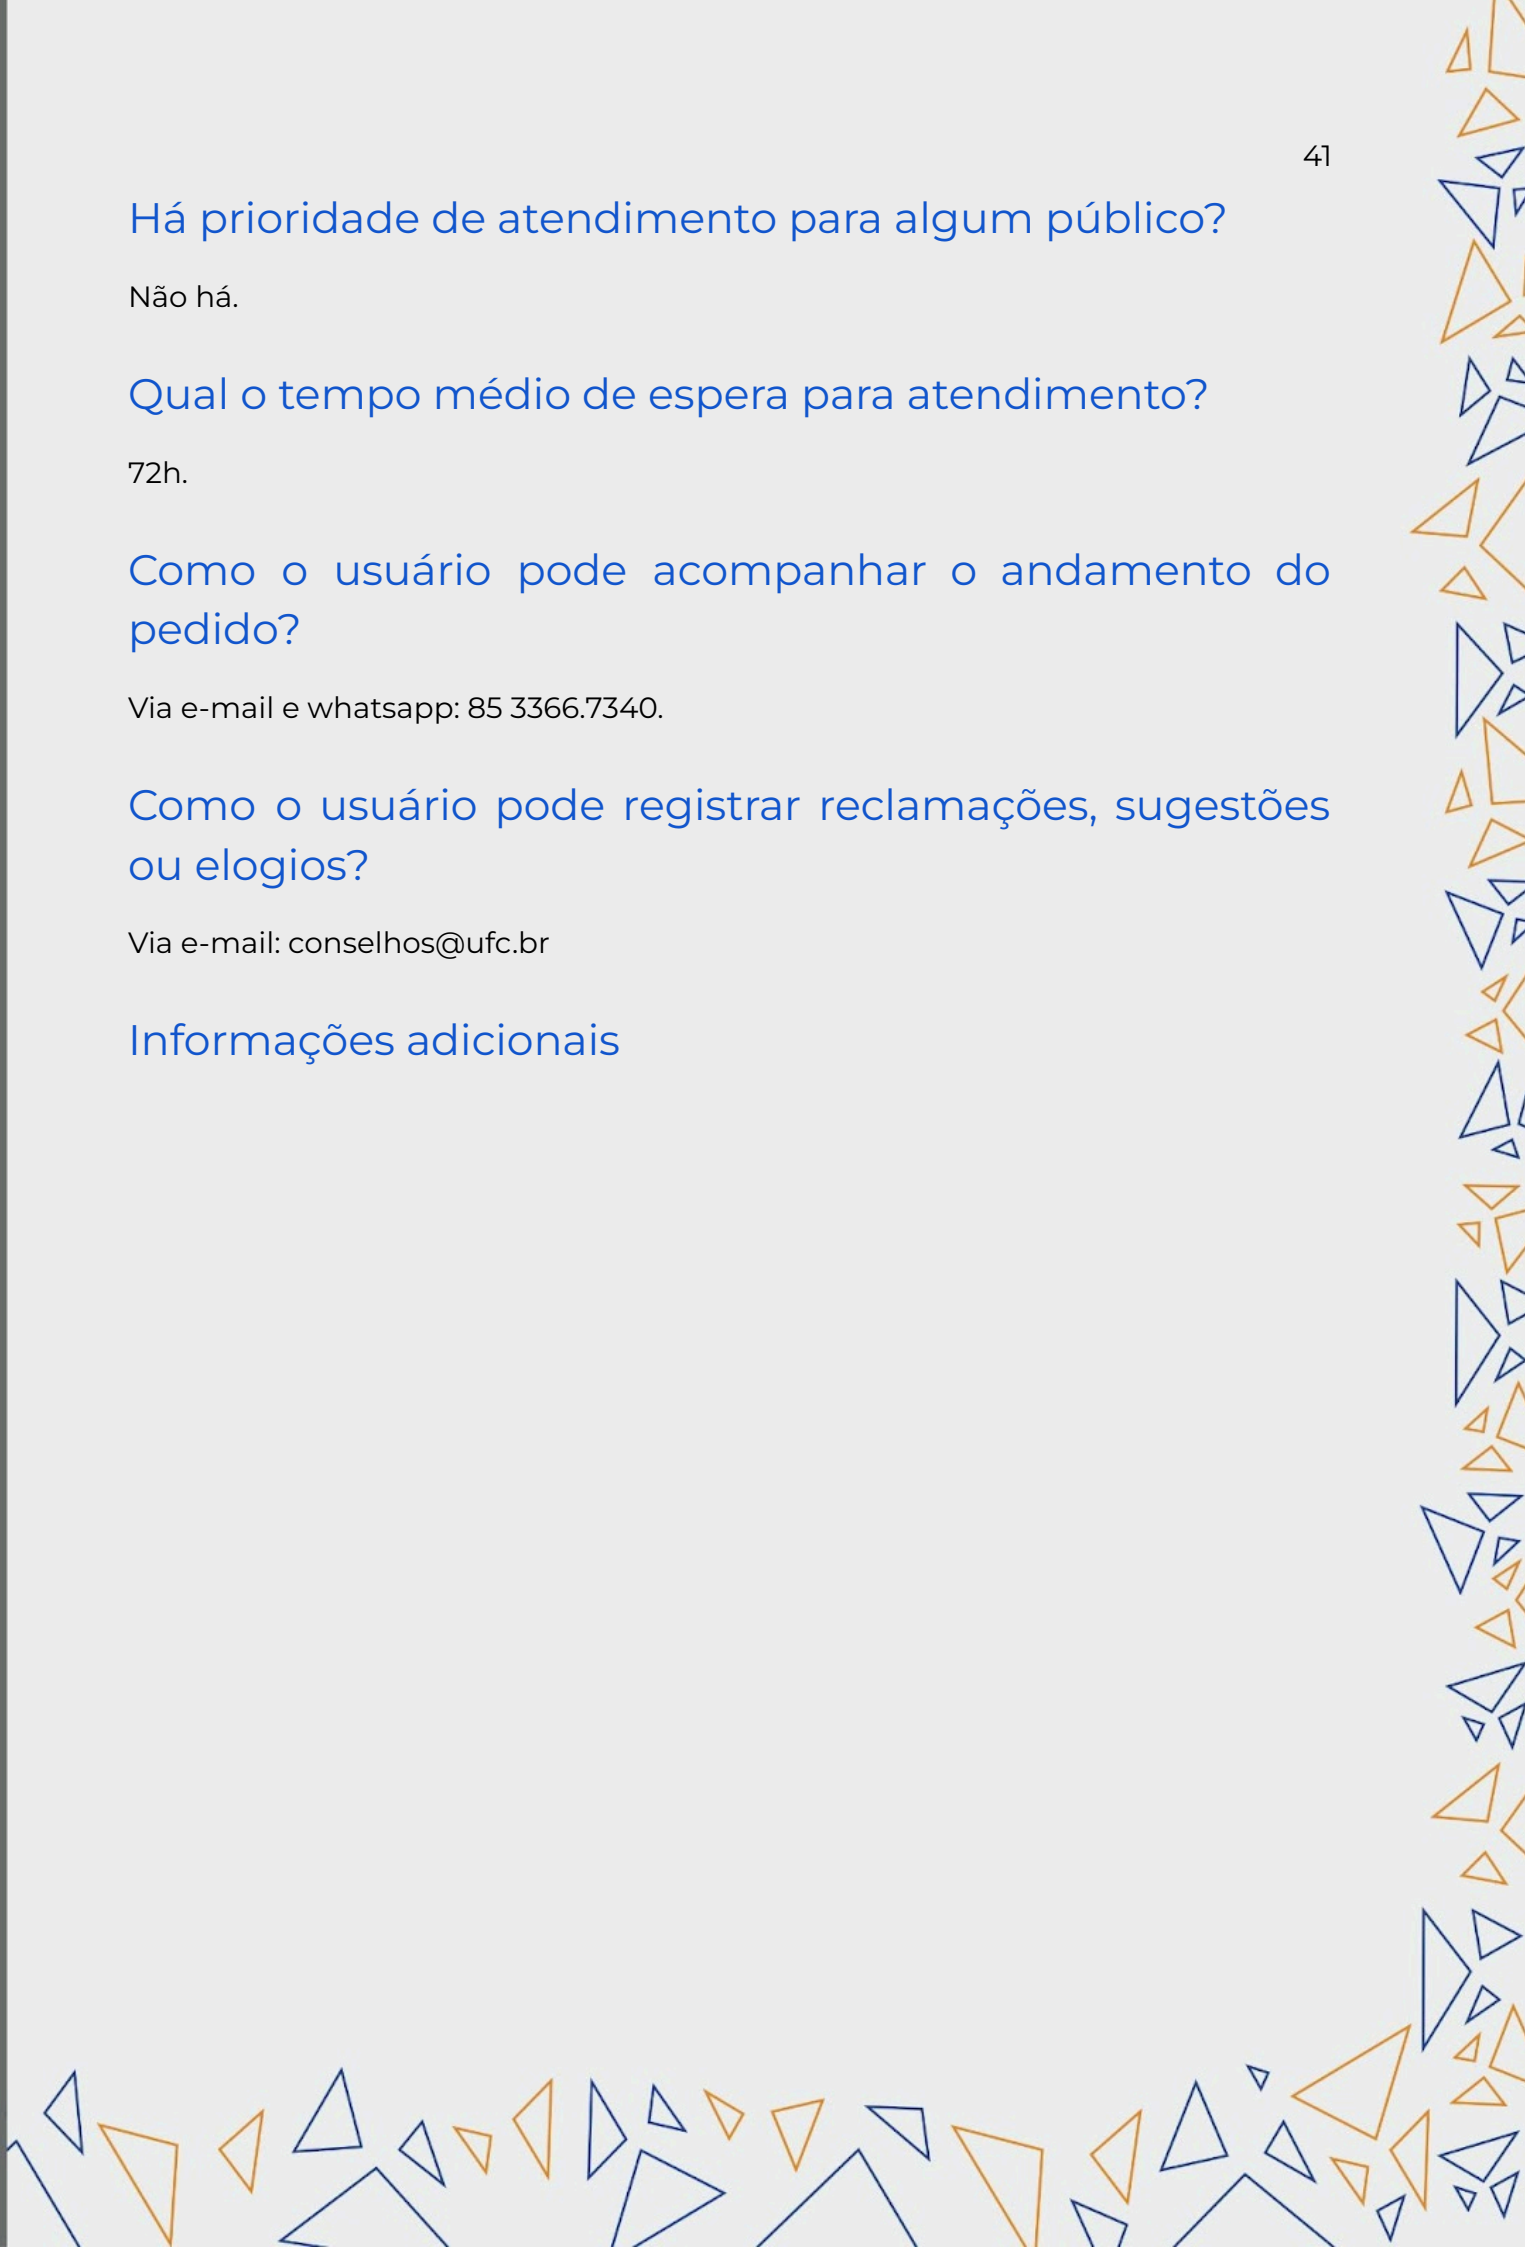 41
Há prioridade de atendimento para algum público?
Não há.
Qual o tempo médio de espera para atendimento?
72h.
Como o usuário pode acompanhar o andamento do
pedido?
Via e-mail e whatsapp: 85 3366.7340.
Como o usuário pode registrar reclamações, sugestões
ou elogios?
Via e-mail: conselhos@ufc.br
Informações adicionais